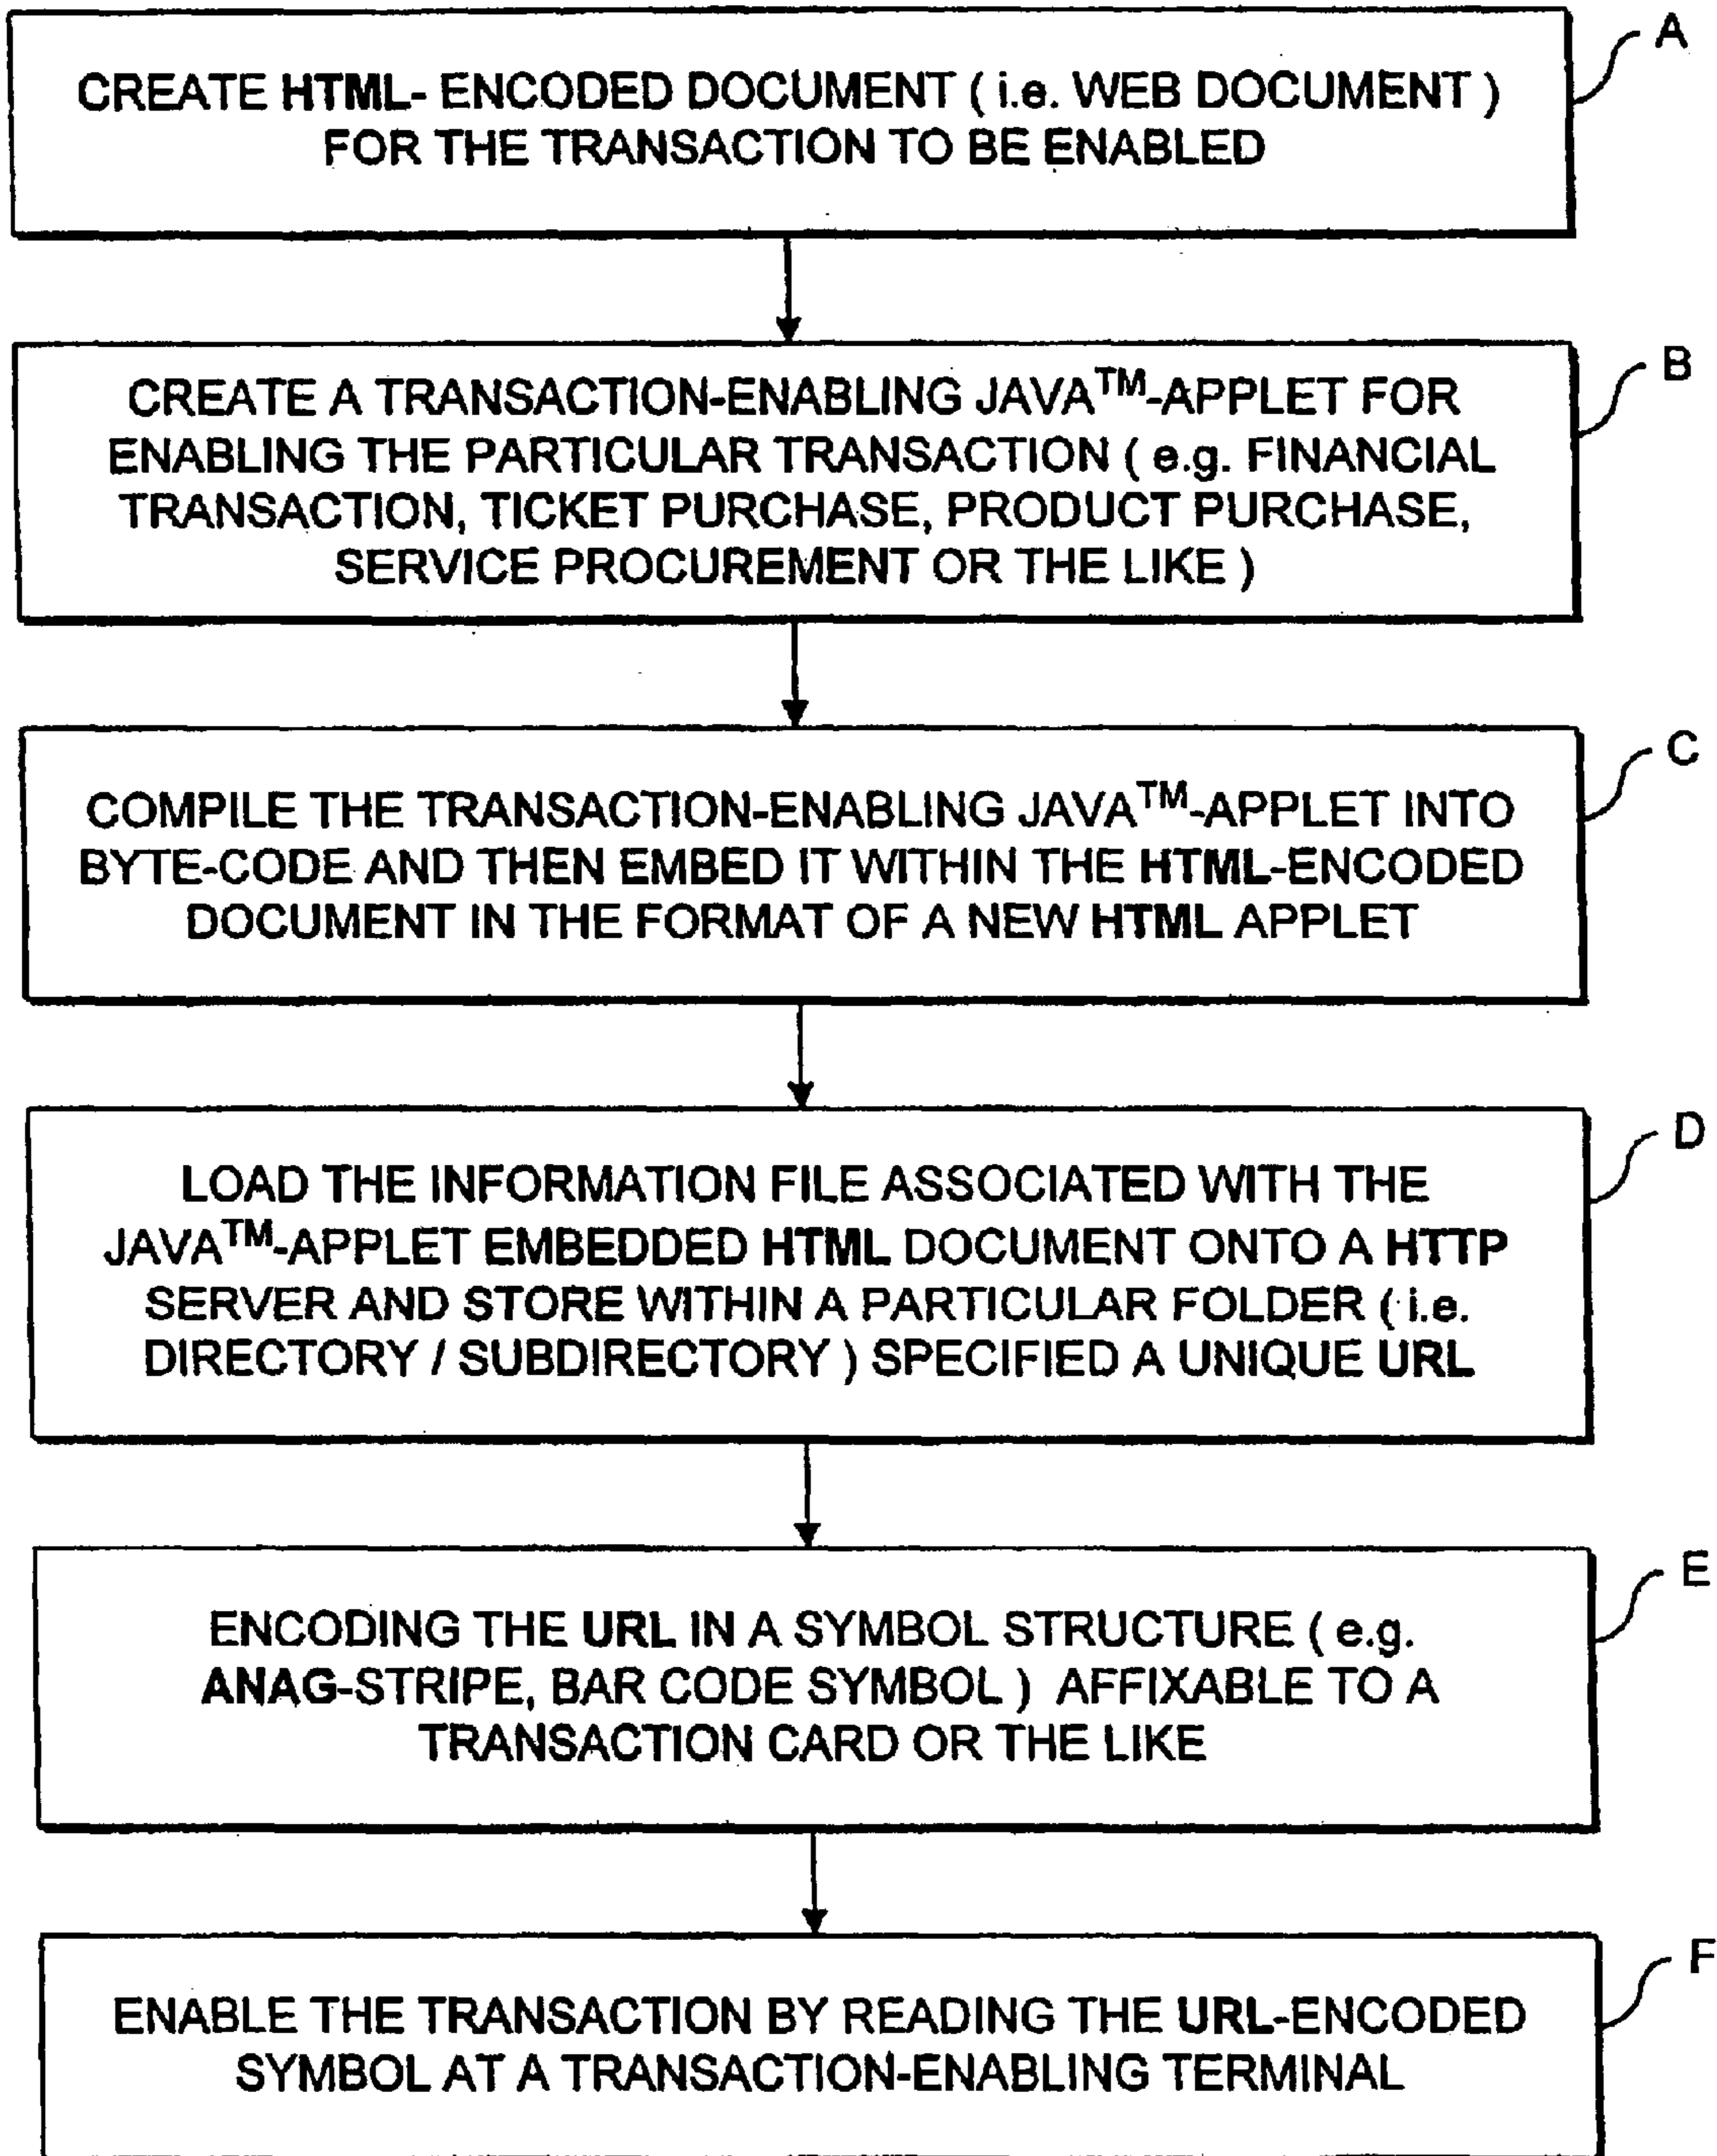 A
CREATE HTML- ENCODED DOCUMENT ( i.e. WEB DOCUMENT )
FOR THE TRANSACTION TO BE ENABLED
B
CREATE A TRANSACTION-ENABLING JAVA™-APPLET FOR
ENABLING THE PARTICULAR TRANSACTION ( e.g. FINANCIAL
TRANSACTION, TICKET PURCHASE, PRODUCT PURCHASE,
SERVICE PROCUREMENT OR THE LIKE )
C
COMPILE THE TRANSACTION-ENABLING JAVA™-APPLET INTO
BYTE-CODE AND THEN EMBED IT WITHIN THE HTML-ENCODED
DOCUMENT IN THE FORMAT OF A NEW HTML APPLET
D
LOAD THE INFORMATION FILE ASSOCIATED WITH THE
JAVA™-APPLET EMBEDDED HTML DOCUMENT ONTO A HTTP
SERVER AND STORE WITHIN A PARTICULAR FOLDER ( i.e.
DIRECTORY / SUBDIRECTORY ) SPECIFIED A UNIQUE URL
E
ENCODING THE URL IN A SYMBOL STRUCTURE ( e.g.
ANAG-STRIPE, BAR CODE SYMBOL ) AFFIXABLE TO A
TRANSACTION CARD OR THE LIKE
F
ENABLE THE TRANSACTION BY READING THE URL-ENCODED
SYMBOL AT A TRANSACTION-ENABLING TERMINAL